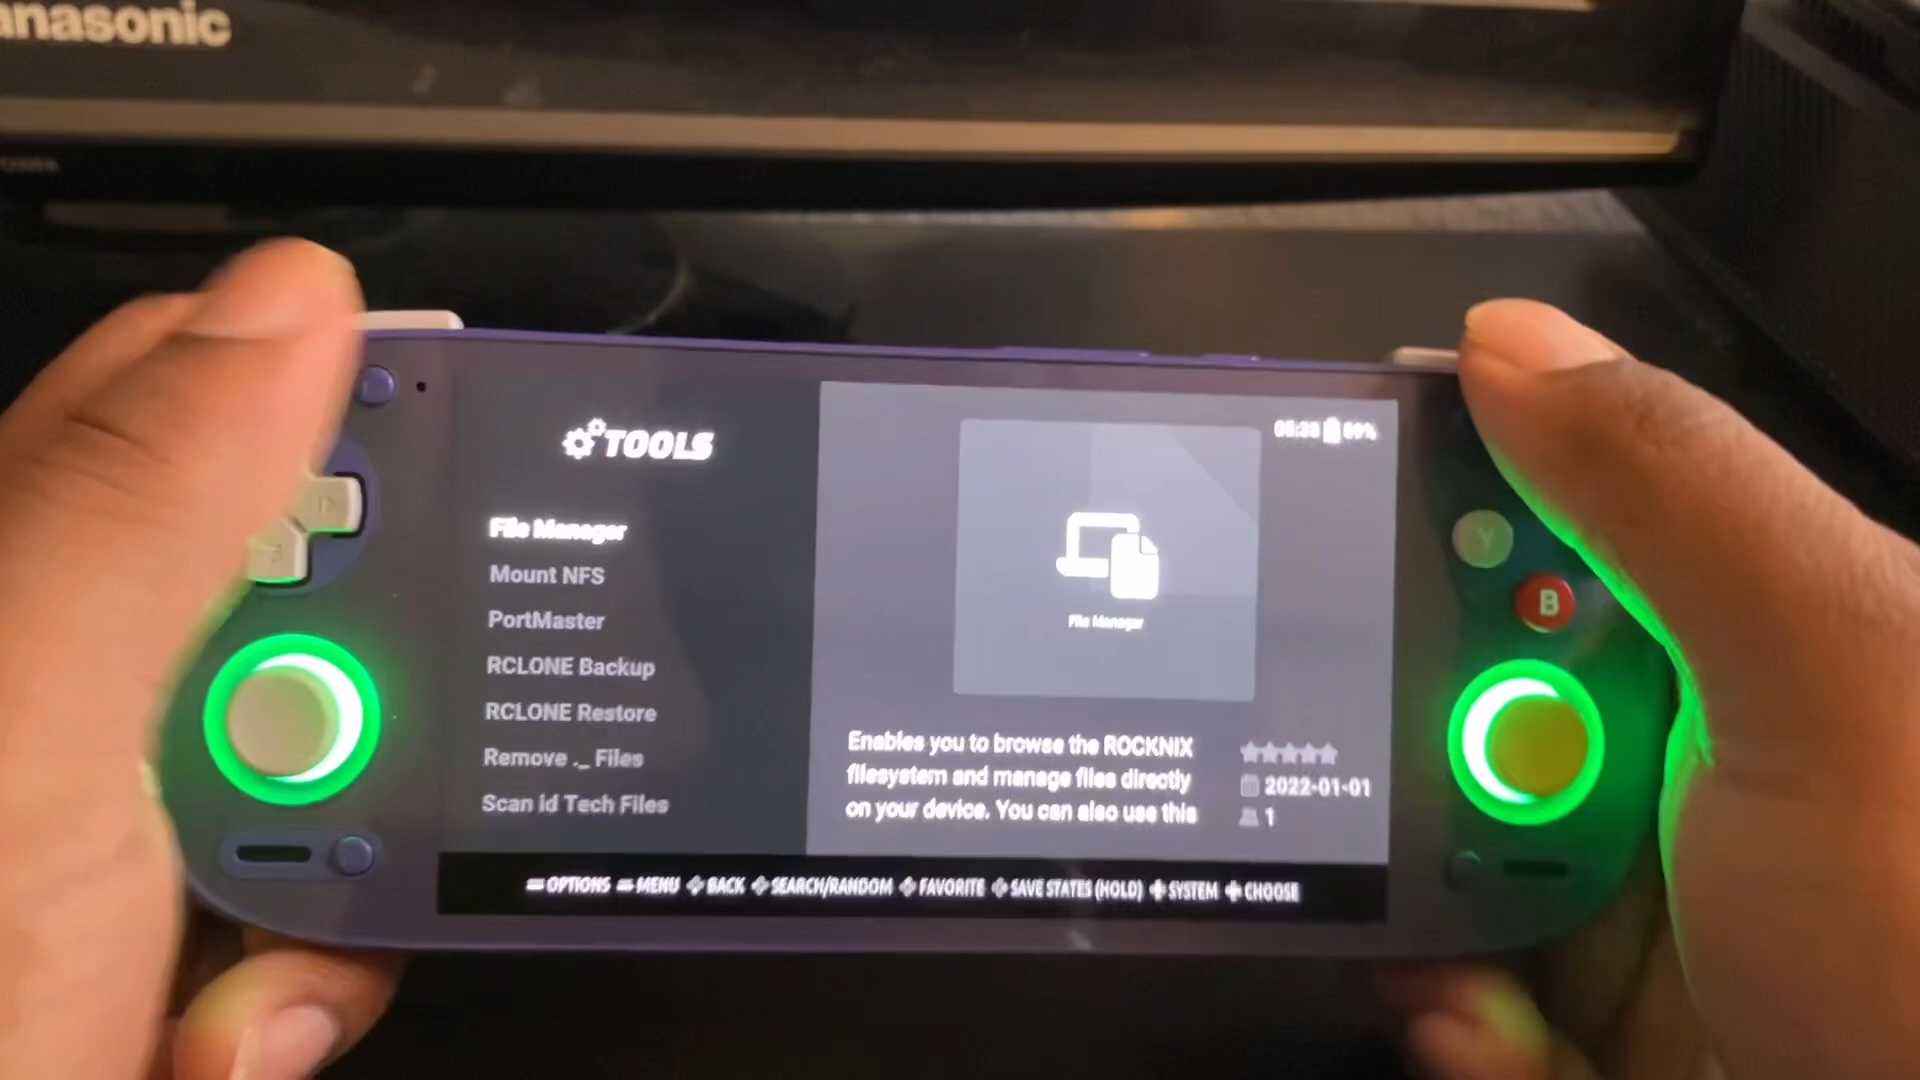 anasonic
TOOLS
File Manager
Mount NFS
PortMaster
RCLONE Backup
RCLONE Restore
Remove ._ Files
Scan id Tech Files
File Manager
Enables you to browse the ROCKNIX
filesystem and manage files directly
on your device. You can also use this
2022-01-01
1
OPTIONS MENU BACK SEARCH/RANDOM FAVORITE SAVE STATES (HOLD) SYSTEM CHOOSE
Y
B